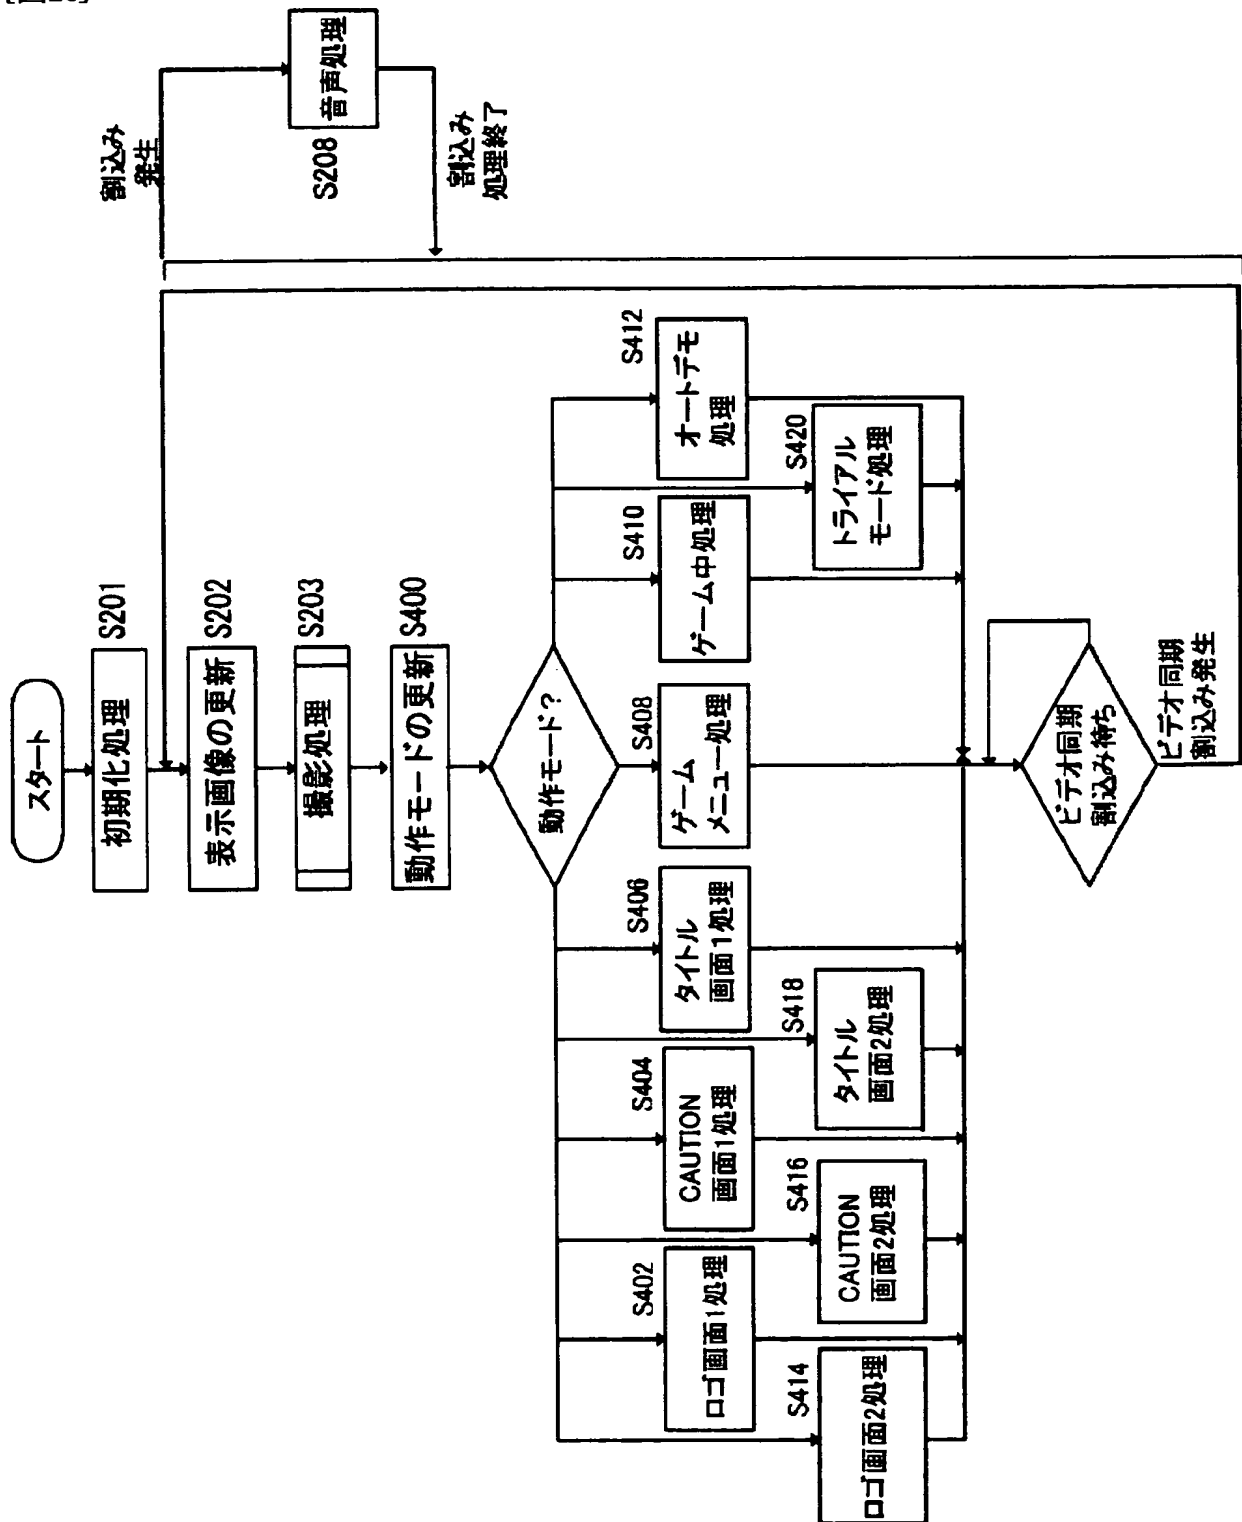 スタート
初期化処理
S201
表示画像の更新
S202
撮影処理
S203
動作モードの更新
S400
動作モード?
ロゴ画面1処理
S402
ロゴ画面2処理
S414
CAUTION
画面1処理
S404
CAUTION
画面2処理
S416
タイトル
画面1処理
S406
タイトル
画面2処理
S418
ゲーム
メニュー処理
S408
ゲーム中処理
S410
トライアル
モード処理
S420
オートデモ
処理
S412
ビデオ同期
割込み待ち
ビデオ同期
割込み発生
割込み
発生
音声処理
S208
割込み
処理終了